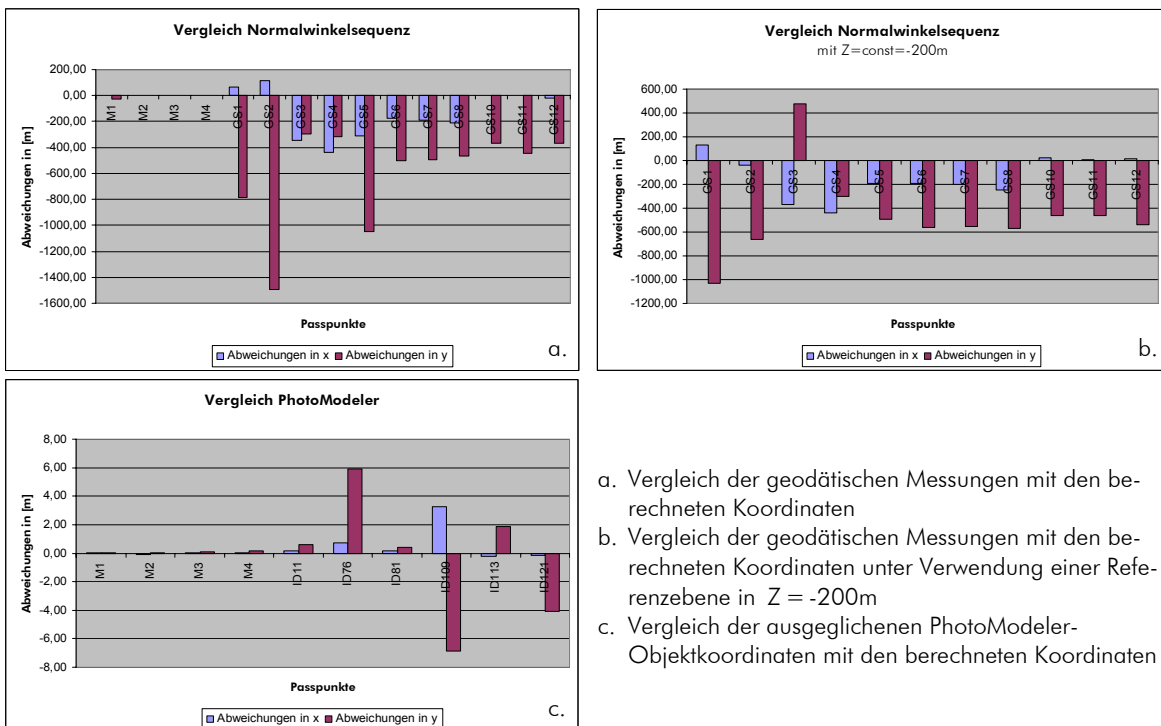 Vergleich Normalwinkelsequenz
200,00
0,00
-200,00
-400,00
-600,00
-800,00
-1000,00
-1200,00
-1400,00
-1600,00
Abweichungen in [m]
M1
M2
M3
M4
GS1
GS2
GS3
GS4
GS5
GS6
GS7
GS8
GS10
GS11
GS12
Passpunkte
Abweichungen in x
Abweichungen in y
a.
Vergleich Normalwinkelsequenz
mit Z=const=-200m
600,00
400,00
200,00
0,00
-200,00
-400,00
-600,00
-800,00
-1000,00
-1200,00
Abweichungen in [m]
GS1
GS2
GS3
GS4
GS5
GS6
GS7
GS8
GS10
GS11
GS12
Passpunkte
Abweichungen in x
Abweichungen in y
b.
Vergleich PhotoModeler
8,00
6,00
4,00
2,00
0,00
-2,00
-4,00
-6,00
-8,00
Abweichungen in [m]
M1
M2
M3
M4
ID11
ID76
ID81
ID109
ID113
ID121
Passpunkte
Abweichungen in x
Abweichungen in y
c.
a. Vergleich der geodätischen Messungen mit den be-
rechneten Koordinaten
b. Vergleich der geodätischen Messungen mit den be-
rechneten Koordinaten unter Verwendung einer Refe-
renzebene in Z = -200m
c. Vergleich der ausgeglichenen PhotoModeler-
Objektkoordinaten mit den berechneten Koordinaten